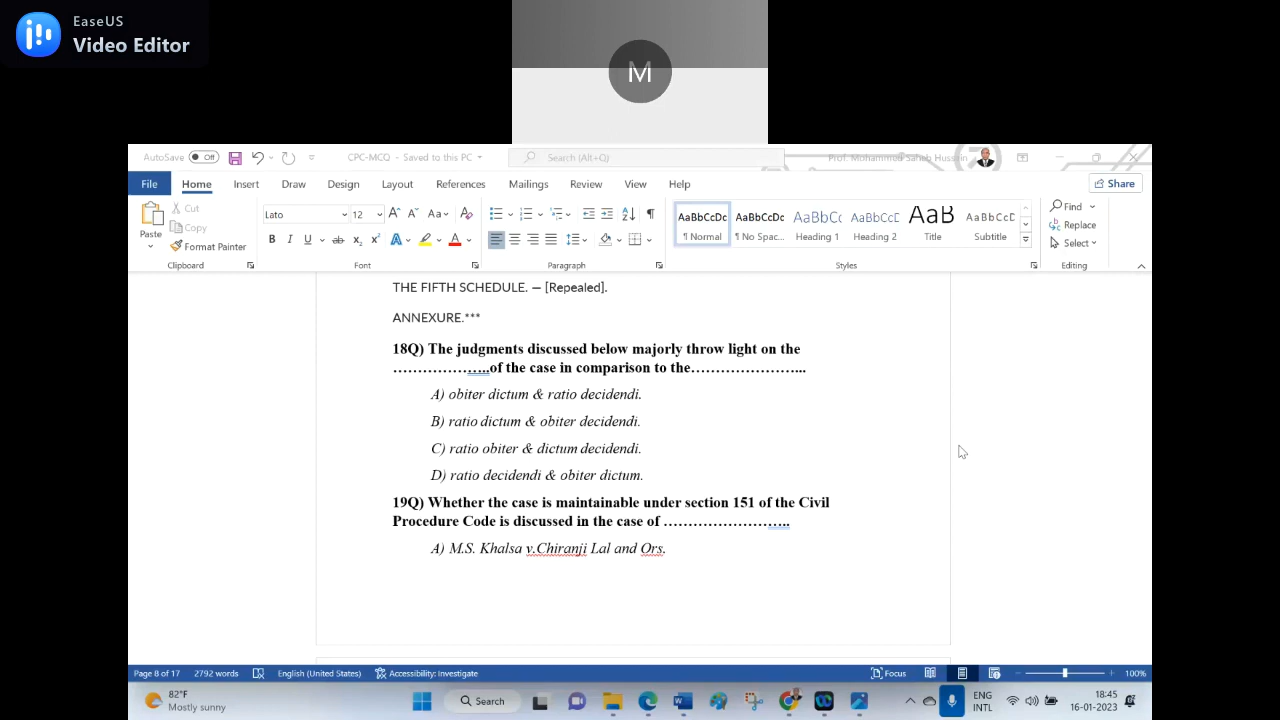 EaseUS
Video Editor
M
AutoSave Off CPC-MCQ - Saved to this PC Search (Alt+Q) Prof. Mohammed Saheb Hussain
File Home Insert Draw Design Layout References Mailings Review View Help Share
Paste Cut Copy Format Painter
Lato 12 Aa
B I U ab x₂ x² A A
AaBbCcDc AaBbCcDc AaBbCc AaBbCcD AaB AaBbCcD
¶ Normal ¶ No Spac... Heading 1 Heading 2 Title Subtitle
Find Replace Select
Clipboard Font Paragraph Styles Editing
THE FIFTH SCHEDULE. — [Repealed].
ANNEXURE.***
18Q) The judgments discussed below majorly throw light on the
…………………..of the case in comparison to the…………………...
A) obiter dictum & ratio decidendi.
B) ratio dictum & obiter decidendi.
C) ratio obiter & dictum decidendi.
D) ratio decidendi & obiter dictum.
19Q) Whether the case is maintainable under section 151 of the Civil
Procedure Code is discussed in the case of ……………………..
A) M.S. Khalsa v.Chiranji Lal and Ors.
Page 8 of 17 2792 words English (United States) Accessibility: Investigate Focus 100%
82°F
Mostly sunny
Search
ENG
INTL
18:45
16-01-2023